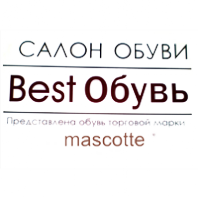 САЛОН ОБУВИ
Best Обувь
Представлена обувь торговой марки
mascotte